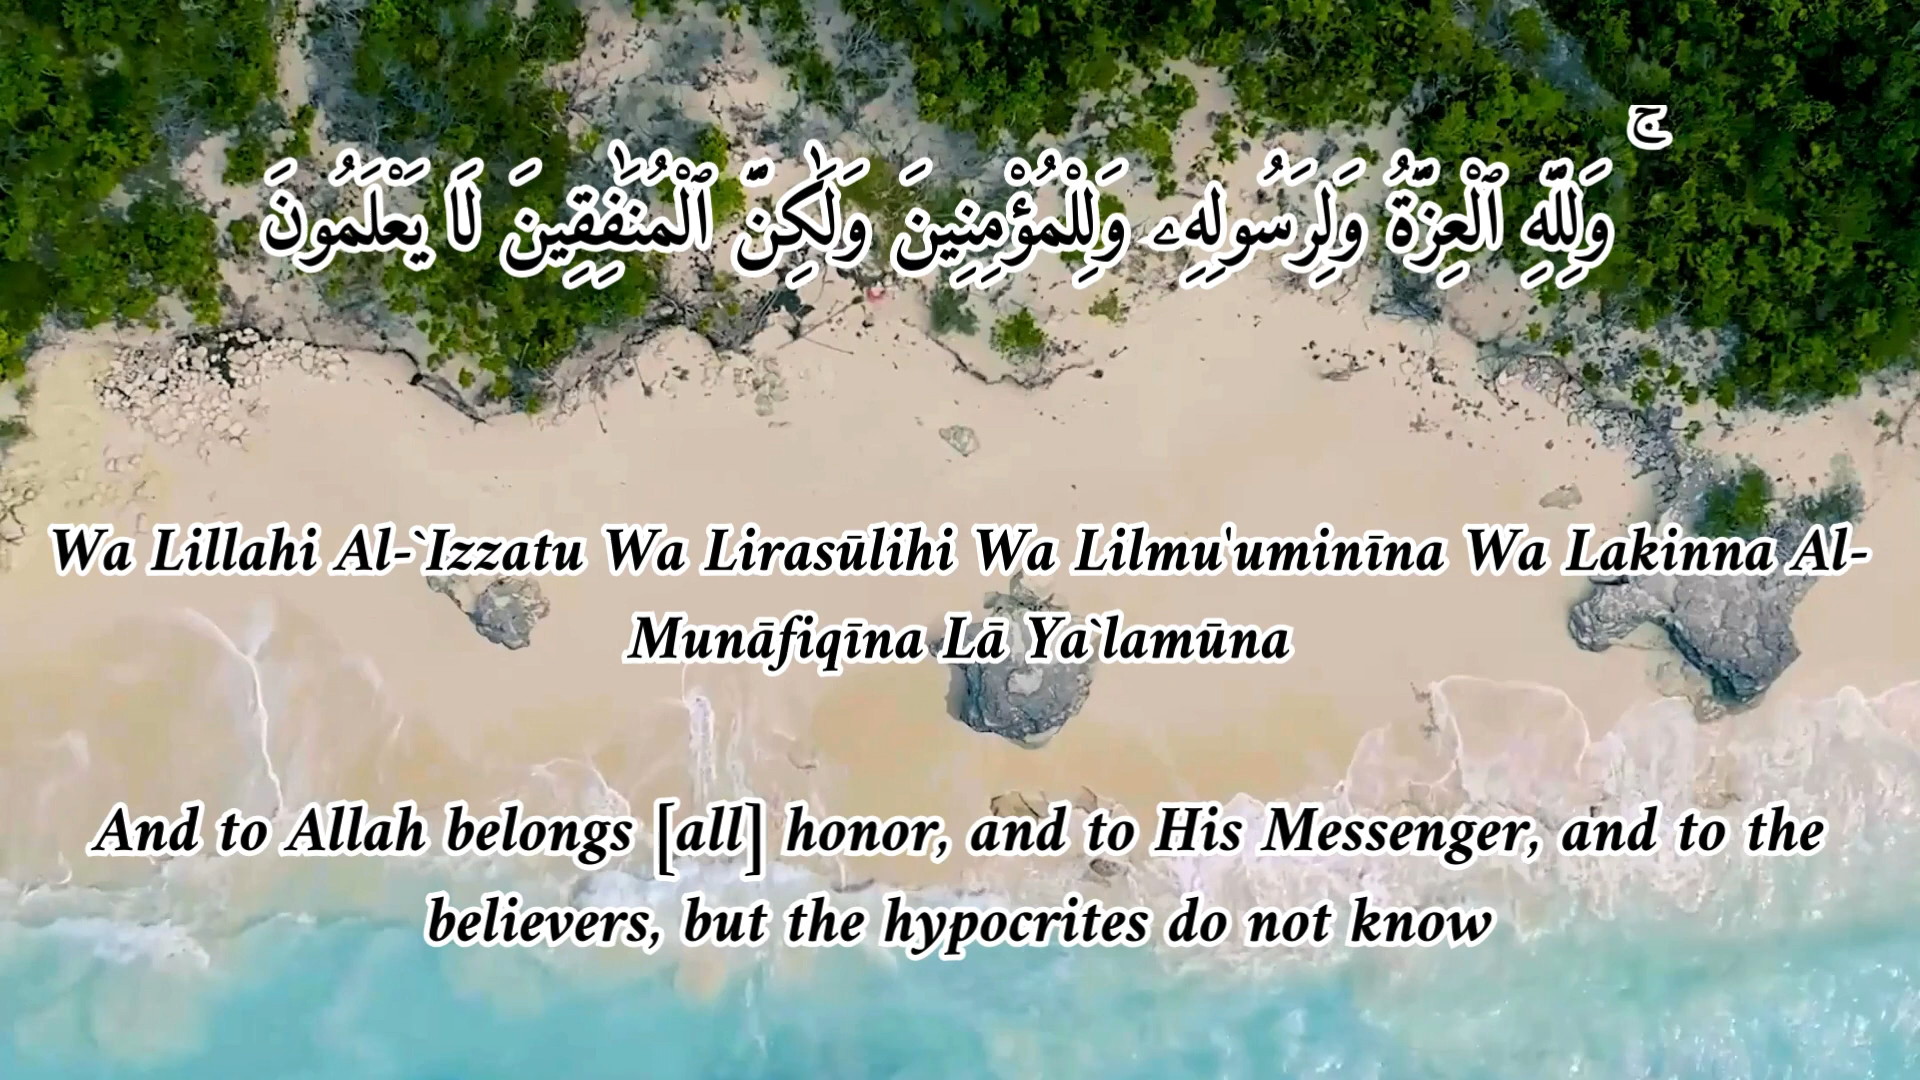 ۚ وَلِلَّهِ ٱلْعِزَّةُ وَلِرَسُولِهِۦ وَلِلْمُؤْمِنِينَ وَلَٰكِنَّ ٱلْمُنَٰفِقِينَ لَا يَعْلَمُونَ
Wa Lillahi Al-`Izzatu Wa Lirasūlihi Wa Lilmu'uminīna Wa Lakinna Al-
Munāfiqīna Lā Ya`lamūna
And to Allah belongs [all] honor, and to His Messenger, and to the
believers, but the hypocrites do not know